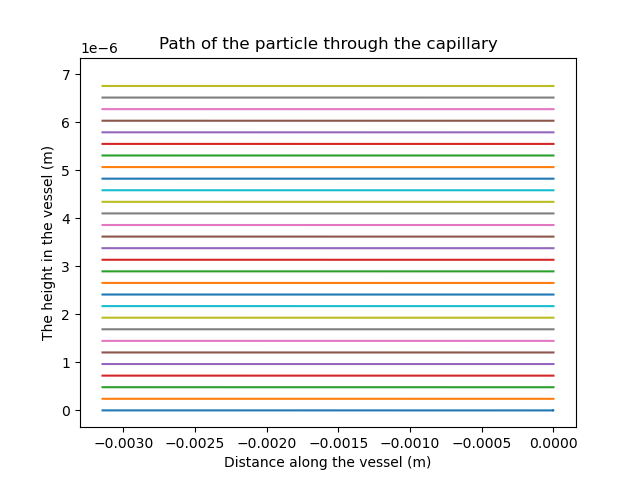 Path of the particle through the capillary
1e−6
7
6
5
4
3
2
1
0
The height in the vessel (m)
−0.0030 −0.0025 −0.0020 −0.0015 −0.0010 −0.0005 0.0000
Distance along the vessel (m)